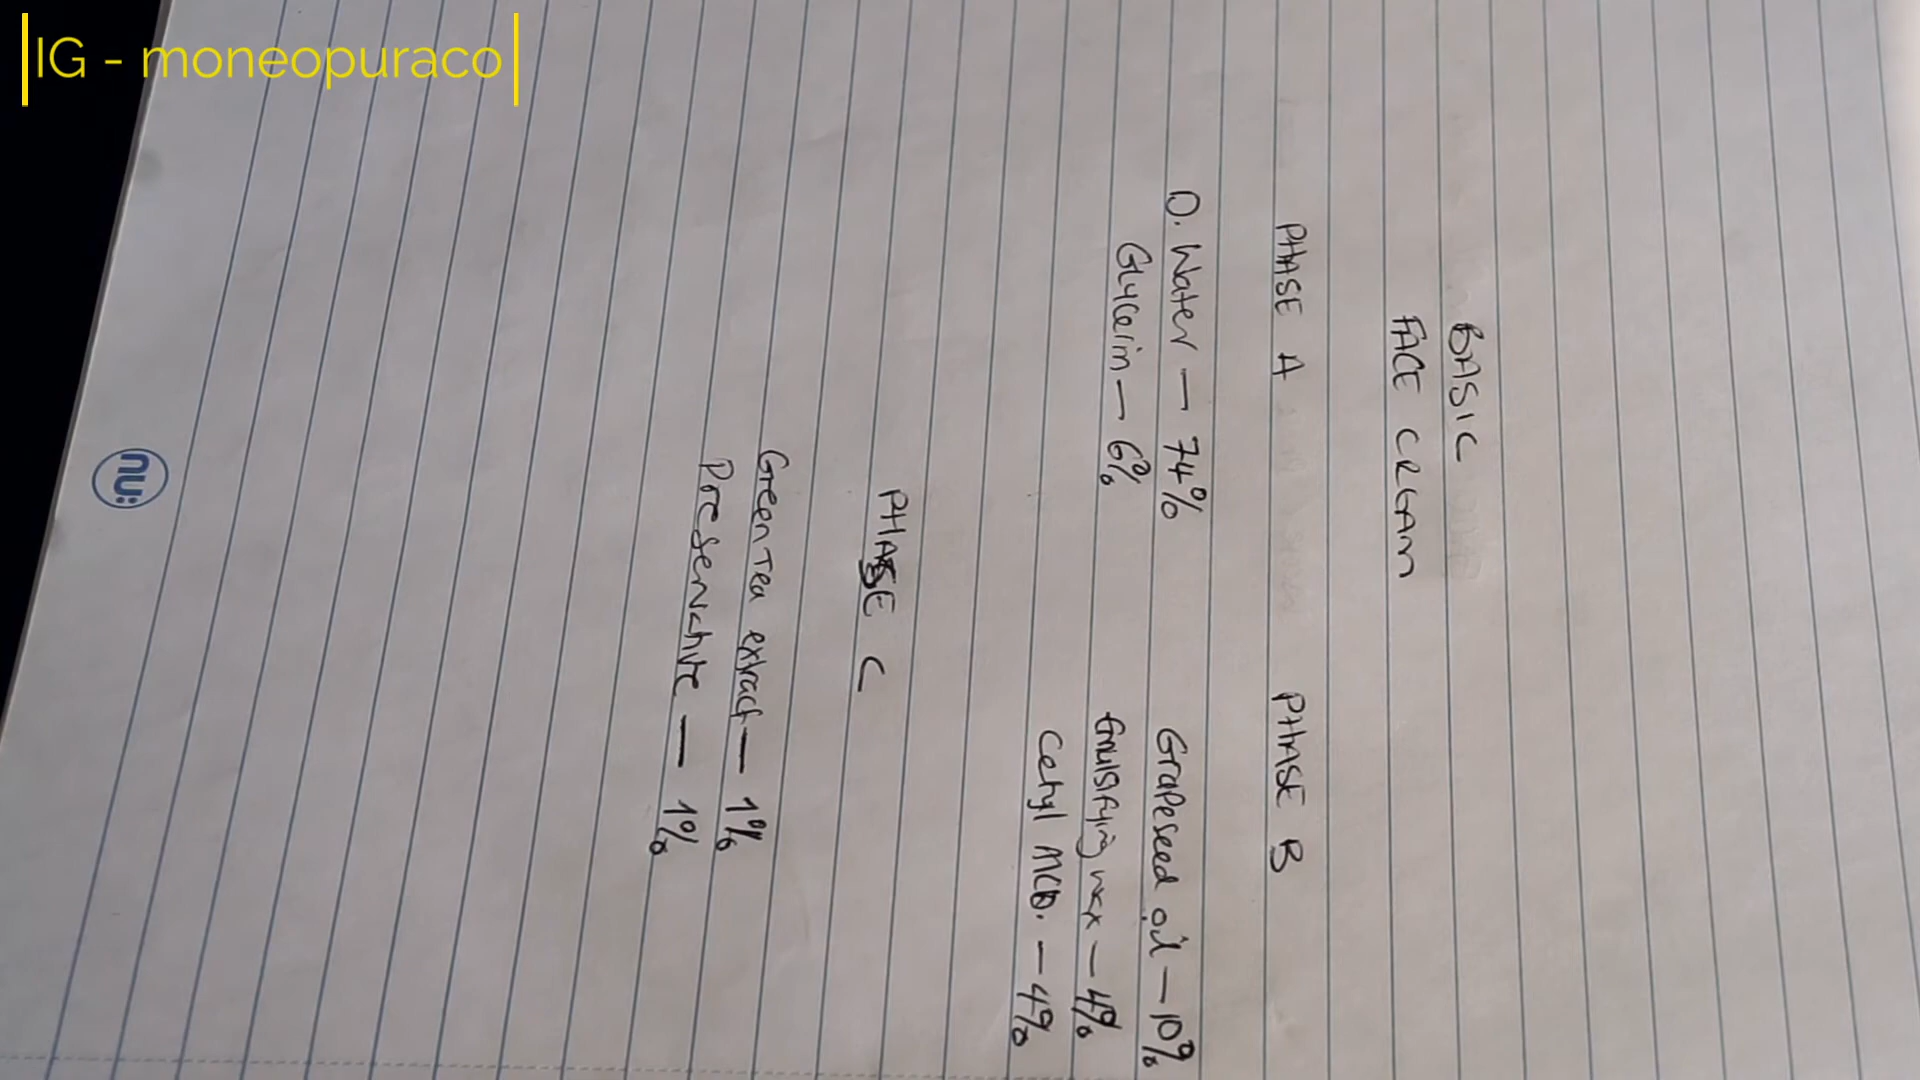 IG - moneopuraco
BASIC
FACE CREAM
PHASE A
D. Water — 74%
Glycerin — 6%
PHASE B
Grapeseed oil — 10%
Emulsifying wax — 4%
Cetyl Alco. — 4%
PHASE C
Green Tea extract — 1%
Preservative — 1%
nu: